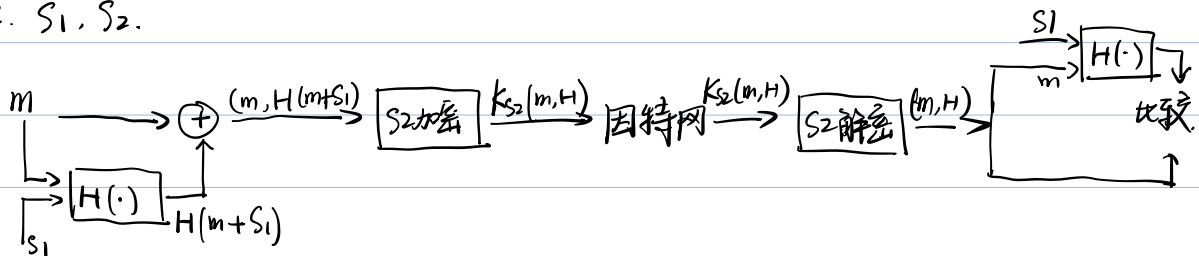 : S1, S2.
S1
H(·)
m
比较.
m
(m, H(m+S1)
S2加密
KS2(m,H)
因特网
KS2(m,H)
S2解密
(m,H)
+
H(·)
H(m+S1)
S1